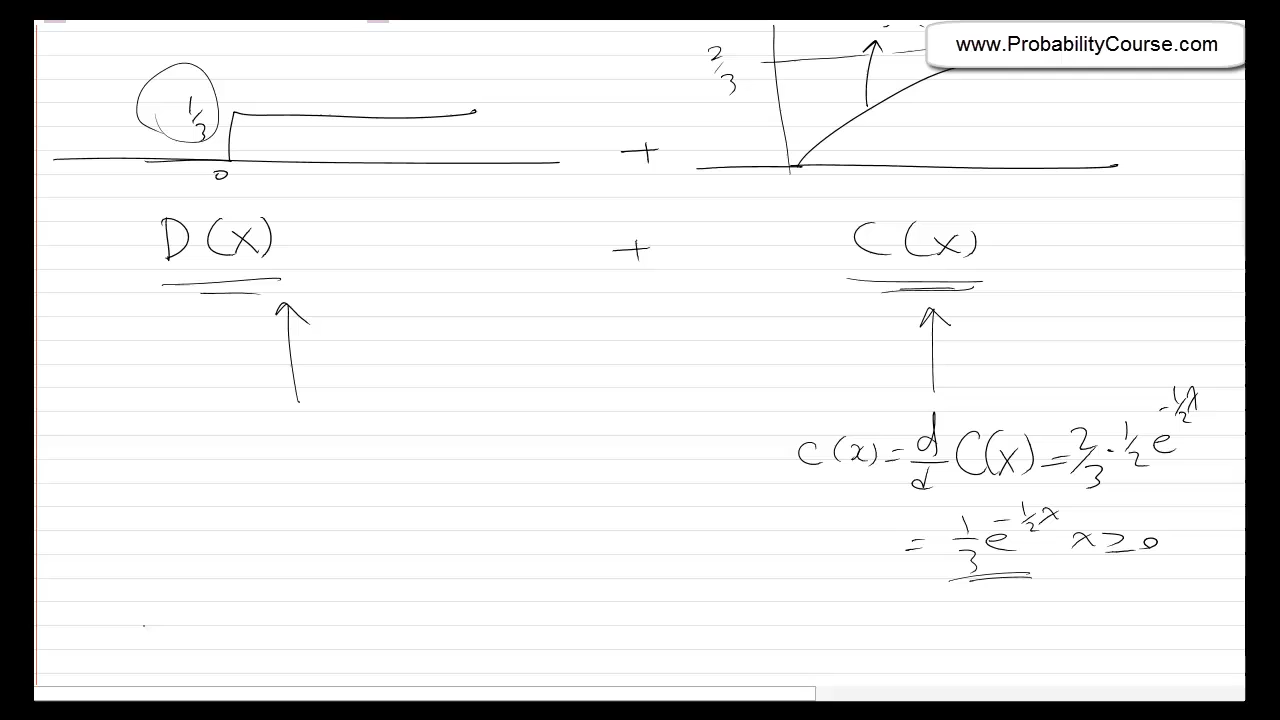 www.ProbabilityCourse.com
2/3
1/3
+
0
D(x) + C(x)
c(x) = d/d C(x) = 2/3 · 1/2 e^{-1/2 x}
= 1/3 e^{-1/2 x} x ≥ 0